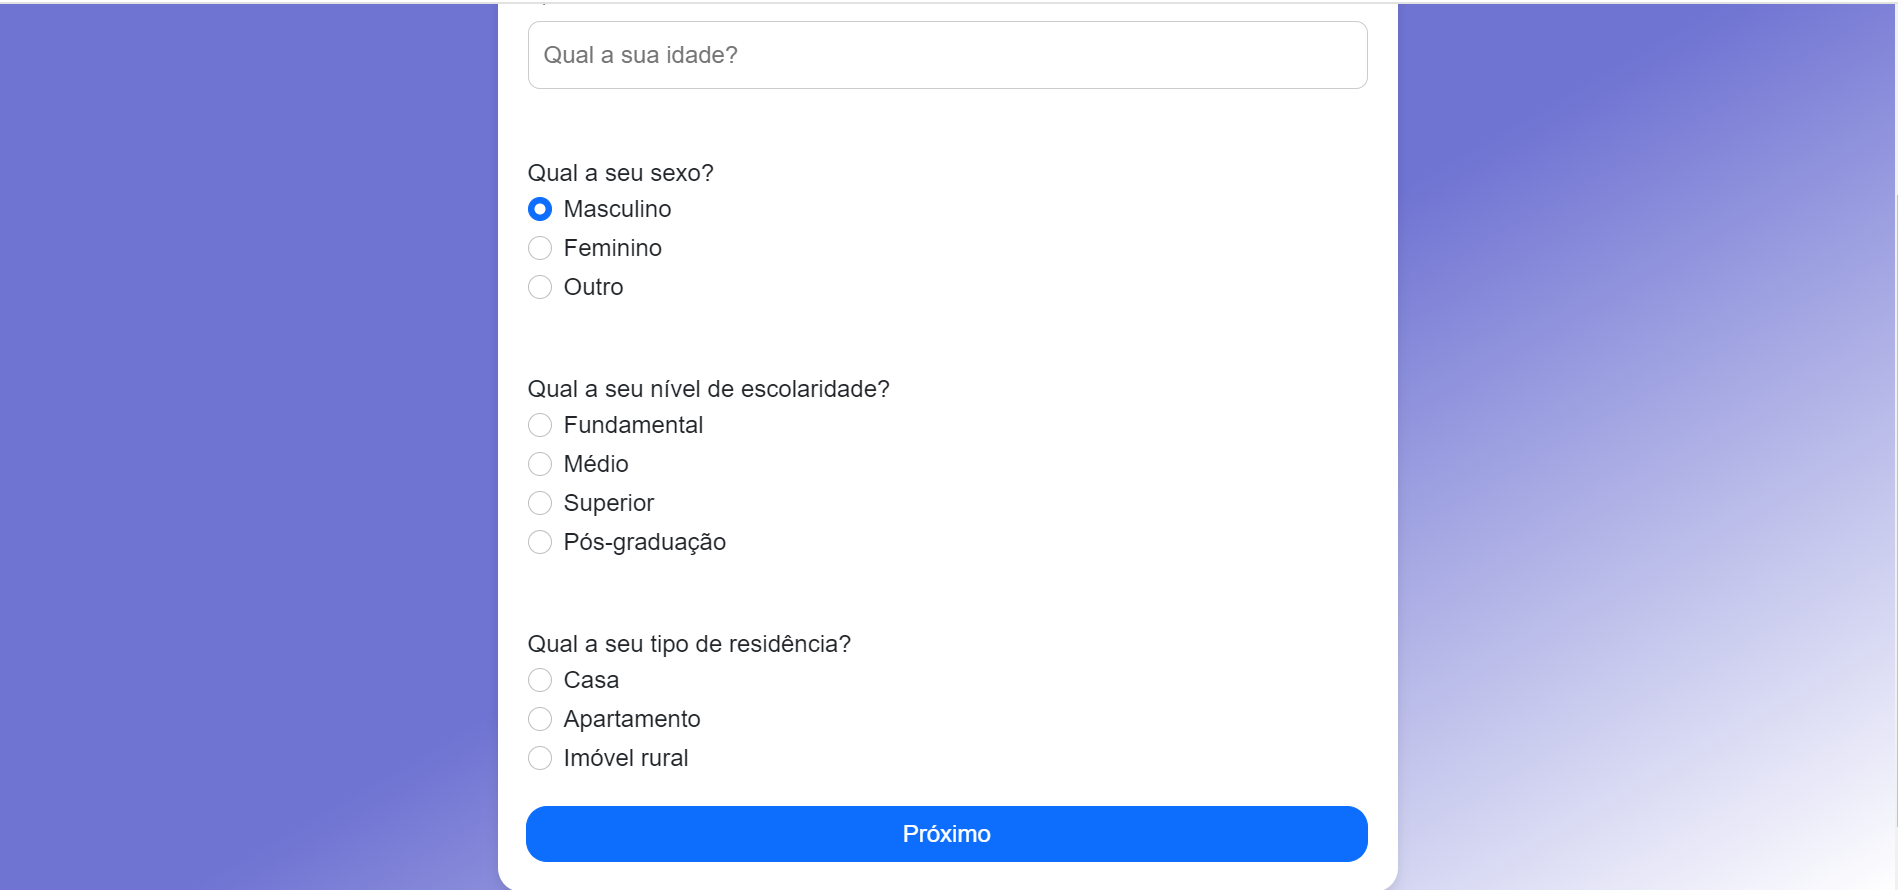 Qual a sua idade?
Qual a seu sexo?
Masculino
Feminino
Outro
Qual a seu nível de escolaridade?
Fundamental
Médio
Superior
Pós-graduação
Qual a seu tipo de residência?
Casa
Apartamento
Imóvel rural
Próximo